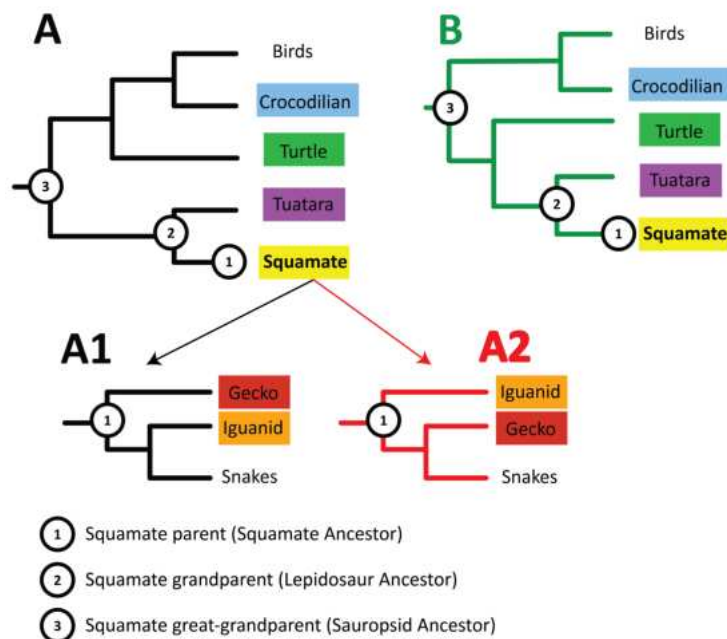 A
Birds
Crocodilian
Turtle
3
Tuatara
2
1
Squamate
B
Birds
3
Crocodilian
Turtle
Tuatara
2
1
Squamate
A1
Gecko
1
Iguanid
Snakes
A2
Iguanid
1
Gecko
Snakes
1 Squamate parent (Squamate Ancestor)
2 Squamate grandparent (Lepidosaur Ancestor)
3 Squamate great-grandparent (Sauropsid Ancestor)